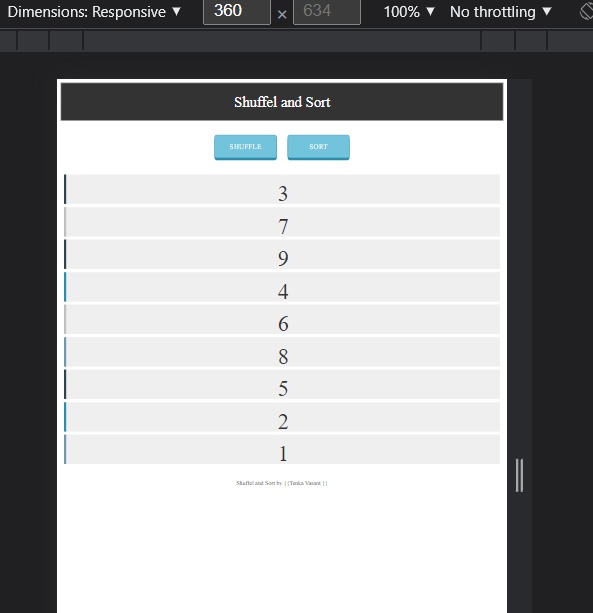 Dimensions: Responsive ▼ 360 × 634 100% ▼ No throttling ▼
Shuffel and Sort
SHUFFLE SORT
3
7
9
4
6
8
5
2
1
Shuffel and Sort by {{Tenka Vasant }}